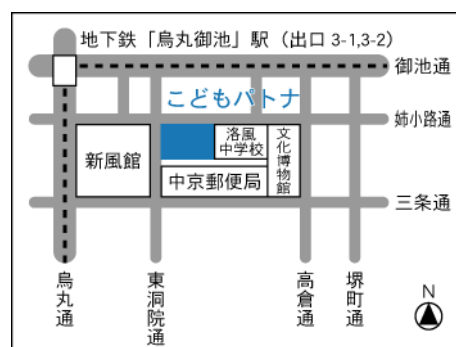 地下鉄「烏丸御池」駅（出口 3-1,3-2）
御池通
こどもパトナ
姉小路通
洛風
中学校
文化博物館
新風館
中京郵便局
三条通
烏丸通
東洞院通
高倉通
堺町通
N